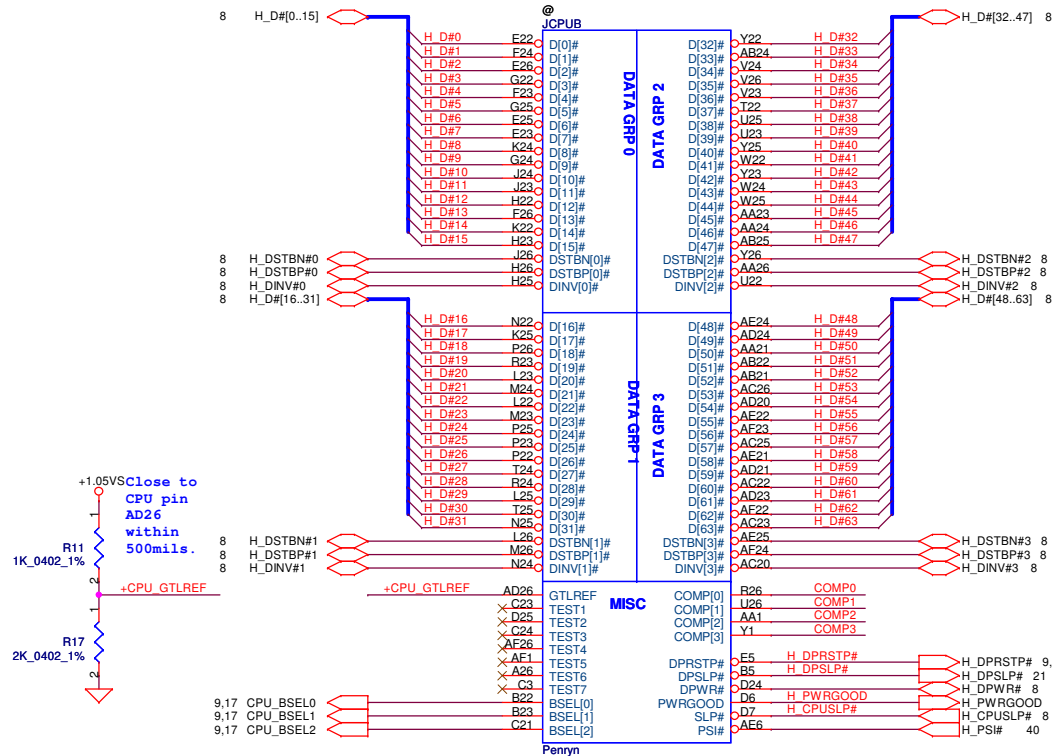 @
8 H_D#[0..15] JCPUB H_D#[32..47] 8
H_D#0 E22 D[0]# D[32]# Y22 H_D#32
H_D#1 F24 D[1]# D[33]# AB24 H_D#33
H_D#2 E26 D[2]# D[34]# V24 H_D#34
H_D#3 G22 D[3]# D[35]# V26 H_D#35
H_D#4 F23 D[4]# D[36]# V23 H_D#36
H_D#5 G25 D[5]# D[37]# T22 H_D#37
H_D#6 E25 D[6]# D[38]# U25 H_D#38
H_D#7 E23 D[7]# D[39]# U23 H_D#39
H_D#8 K24 D[8]# D[40]# Y25 H_D#40
H_D#9 G24 D[9]# D[41]# W22 H_D#41
H_D#10 J24 D[10]# D[42]# Y23 H_D#42
H_D#11 J23 D[11]# D[43]# W24 H_D#43
H_D#12 H22 D[12]# D[44]# W25 H_D#44
H_D#13 F26 D[13]# D[45]# AA23 H_D#45
H_D#14 K22 D[14]# D[46]# AA24 H_D#46
H_D#15 H23 D[15]# D[47]# AB25 H_D#47
DATA GRP 0
DATA GRP 2
8 H_DSTBN#0 J26 DSTBN[0]# DSTBN[2]# Y26 H_DSTBN#2 8
8 H_DSTBP#0 H26 DSTBP[0]# DSTBP[2]# AA26 H_DSTBP#2 8
8 H_DINV#0 H25 DINV[0]# DINV[2]# U22 H_DINV#2 8
8 H_D#[16..31] H_D#[48..63] 8
H_D#16 N22 D[16]# D[48]# AE24 H_D#48
H_D#17 K25 D[17]# D[49]# AD24 H_D#49
H_D#18 P26 D[18]# D[50]# AA21 H_D#50
H_D#19 R23 D[19]# D[51]# AB22 H_D#51
H_D#20 L23 D[20]# D[52]# AB21 H_D#52
H_D#21 M24 D[21]# D[53]# AC26 H_D#53
H_D#22 L22 D[22]# D[54]# AD20 H_D#54
H_D#23 M23 D[23]# D[55]# AE22 H_D#55
H_D#24 P25 D[24]# D[56]# AF23 H_D#56
H_D#25 P23 D[25]# D[57]# AC25 H_D#57
H_D#26 P22 D[26]# D[58]# AE21 H_D#58
H_D#27 T24 D[27]# D[59]# AD21 H_D#59
H_D#28 R24 D[28]# D[60]# AC22 H_D#60
H_D#29 L25 D[29]# D[61]# AD23 H_D#61
H_D#30 T25 D[30]# D[62]# AF22 H_D#62
H_D#31 N25 D[31]# D[63]# AC23 H_D#63
DATA GRP 1
DATA GRP 3
8 H_DSTBN#1 L26 DSTBN[1]# DSTBN[3]# AE25 H_DSTBN#3 8
8 H_DSTBP#1 M26 DSTBP[1]# DSTBP[3]# AF24 H_DSTBP#3 8
8 H_DINV#1 N24 DINV[1]# DINV[3]# AC20 H_DINV#3 8
+1.05VS
Close to
CPU pin
AD26
within
500mils.
1
R11
1K_0402_1%
2
+CPU_GTLREF
1
R17
2K_0402_1%
2
MISC
+CPU_GTLREF AD26 GTLREF COMP[0] R26 COMP0
C23 TEST1 COMP[1] U26 COMP1
D25 TEST2 COMP[2] AA1 COMP2
C24 TEST3 COMP[3] Y1 COMP3
AF26 TEST4
AF1 TEST5 DPRSTP# E5 H_DPRSTP# H_DPRSTP# 9,
A26 TEST6 DPSLP# B5 H_DPSLP# H_DPSLP# 21
C3 TEST7 DPWR# D24 H_DPWR# 8
9,17 CPU_BSEL0 B22 BSEL[0] PWRGOOD D6 H_PWRGOOD H_PWRGOOD
9,17 CPU_BSEL1 B23 BSEL[1] SLP# D7 H_CPUSLP# H_CPUSLP# 8
9,17 CPU_BSEL2 C21 BSEL[2] PSI# AE6 H_PSI# 40
Penryn